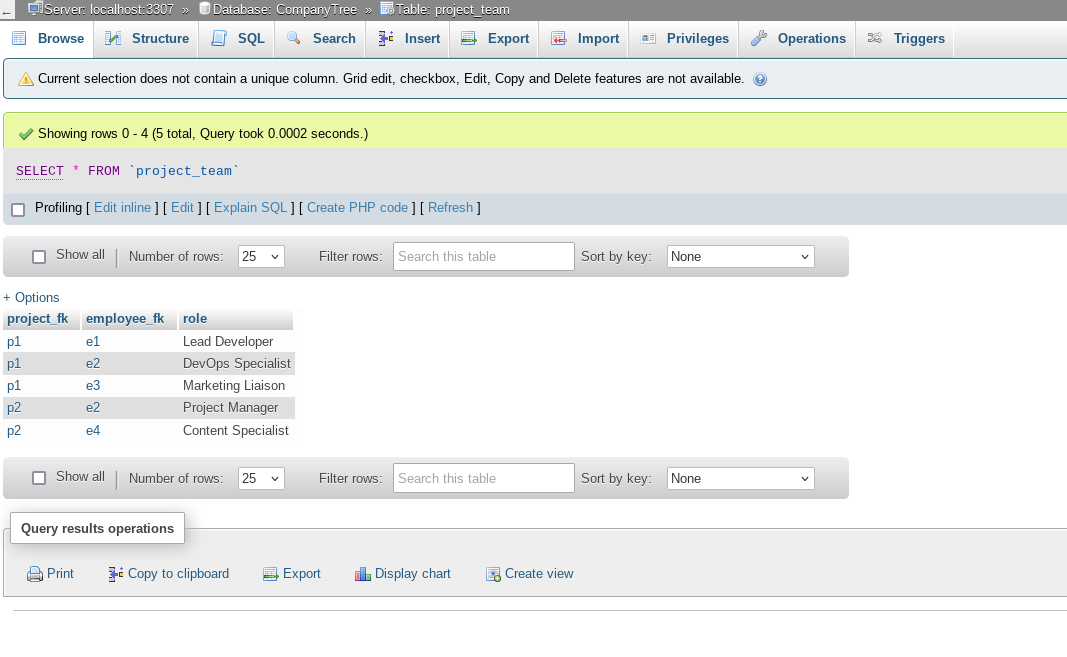 ← Server: localhost:3307 » Database: CompanyTree » Table: project_team
Browse Structure SQL Search Insert Export Import Privileges Operations Triggers
Current selection does not contain a unique column. Grid edit, checkbox, Edit, Copy and Delete features are not available.
Showing rows 0 - 4 (5 total, Query took 0.0002 seconds.)
SELECT * FROM `project_team`
Profiling [ Edit inline ] [ Edit ] [ Explain SQL ] [ Create PHP code ] [ Refresh ]
Show all | Number of rows: 25 Filter rows: Search this table Sort by key: None
+ Options
project_fk employee_fk role
p1 e1 Lead Developer
p1 e2 DevOps Specialist
p1 e3 Marketing Liaison
p2 e2 Project Manager
p2 e4 Content Specialist
Show all | Number of rows: 25 Filter rows: Search this table Sort by key: None
Query results operations
Print Copy to clipboard Export Display chart Create view